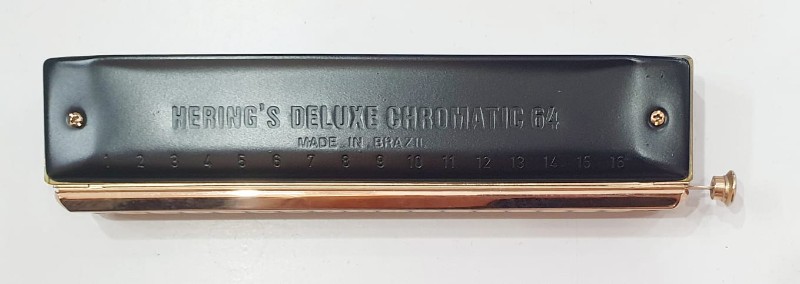 HERING'S DELUXE CHROMATIC 64
MADE IN BRAZIL
1 2 3 4 5 6 7 8 9 10 11 12 13 14 15 16